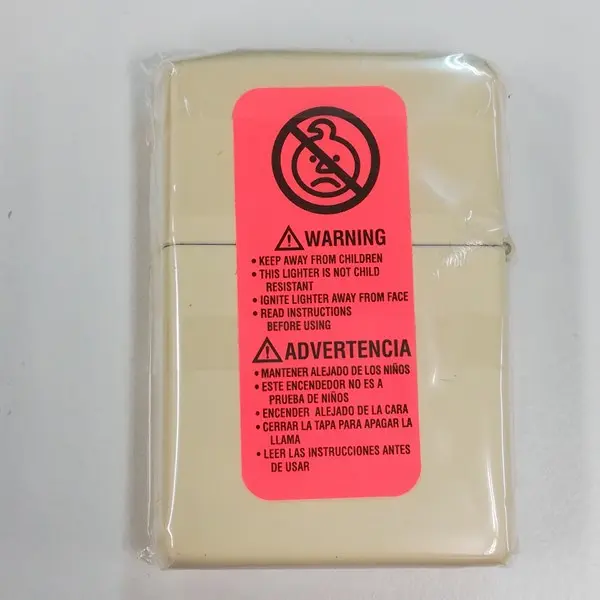 WARNING
• KEEP AWAY FROM CHILDREN
• THIS LIGHTER IS NOT CHILD
RESISTANT
• IGNITE LIGHTER AWAY FROM FACE
• READ INSTRUCTIONS
BEFORE USING
ADVERTENCIA
• MANTENER ALEJADO DE LOS NIÑOS
• ESTE ENCENDEDOR NO ES A
PRUEBA DE NIÑOS
• ENCENDER ALEJADO DE LA CARA
• CERRAR LA TAPA PARA APAGAR LA
LLAMA
• LEER LAS INSTRUCCIONES ANTES
DE USAR